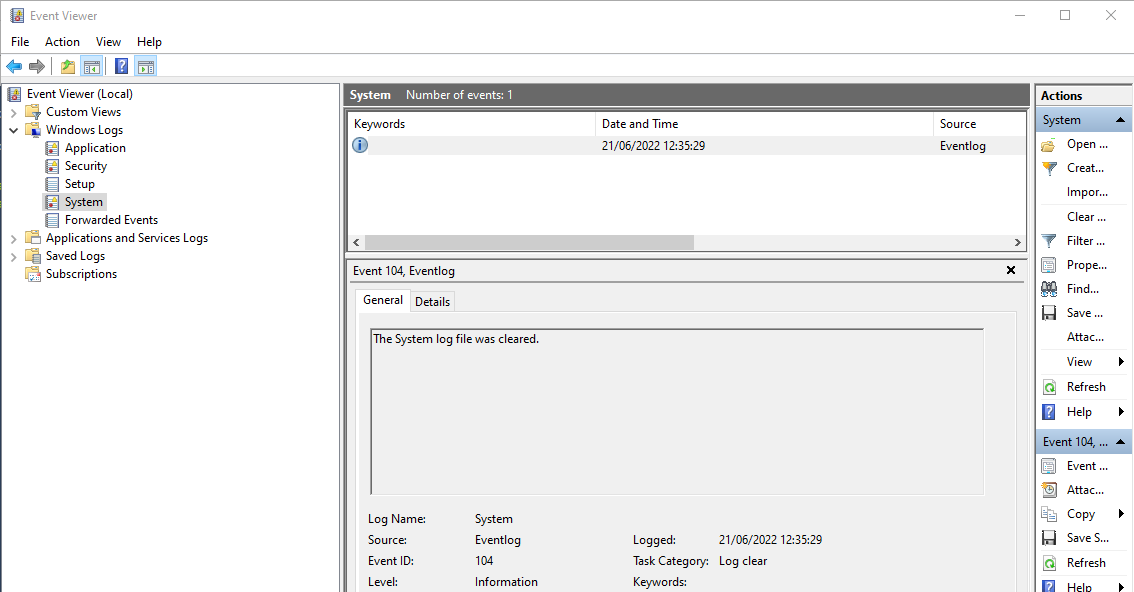 Event Viewer
File Action View Help
Event Viewer (Local)
Custom Views
Windows Logs
Application
Security
Setup
System
Forwarded Events
Applications and Services Logs
Saved Logs
Subscriptions
System Number of events: 1
Keywords Date and Time Source
21/06/2022 12:35:29 Eventlog
Event 104, Eventlog
General Details
The System log file was cleared.
Log Name: System
Source: Eventlog Logged: 21/06/2022 12:35:29
Event ID: 104 Task Category: Log clear
Level: Information Keywords:
Actions
System
Open ...
Creat...
Impor...
Clear ...
Filter ...
Prope...
Find...
Save ...
Attac...
View
Refresh
Help
Event 104, ...
Event ...
Attac...
Copy
Save S...
Refresh
Help